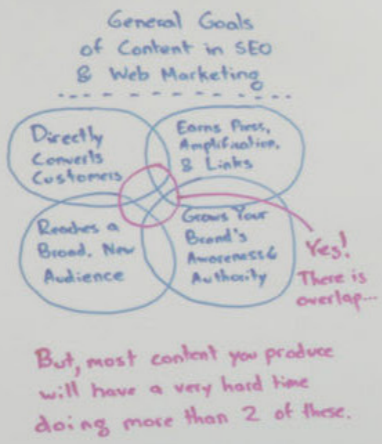 General Goals
of Content in SEO
& Web Marketing
Directly
Converts
Customers
Earns Press,
Amplification,
& Links
Reaches a
Broad, New
Audience
Grows Your
Brand's
Awareness &
Authority
Yes!
There is
overlap...
But, most content you produce
will have a very hard time
doing more than 2 of these.